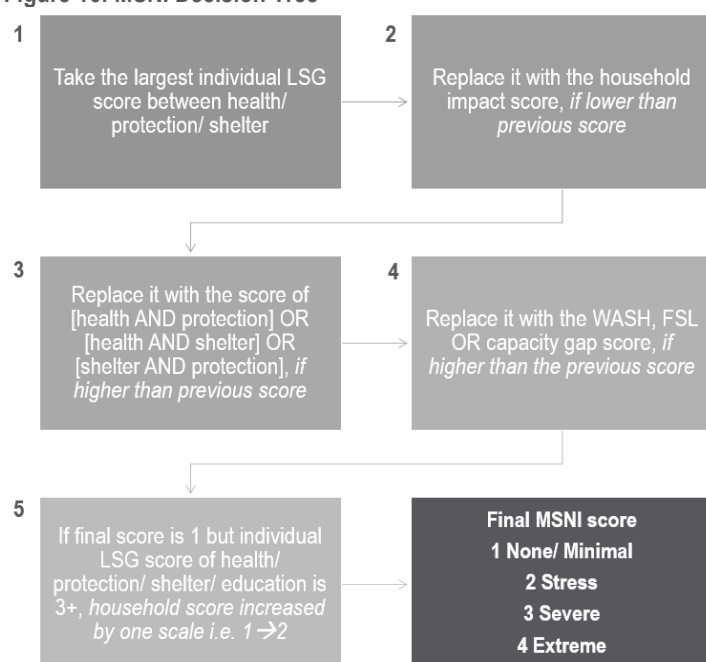 Figure 10: MSNI Decision Tree
1
Take the largest individual LSG
score between health/
protection/ shelter
2
Replace it with the household
impact score, if lower than
previous score
3
Replace it with the score of
[health AND protection] OR
[health AND shelter] OR
[shelter AND protection], if
higher than previous score
4
Replace it with the WASH, FSL
OR capacity gap score, if
higher than the previous score
5
If final score is 1 but individual
LSG score of health/
protection/ shelter/ education is
3+, household score increased
by one scale i.e. 1→2
Final MSNI score
1 None/ Minimal
2 Stress
3 Severe
4 Extreme